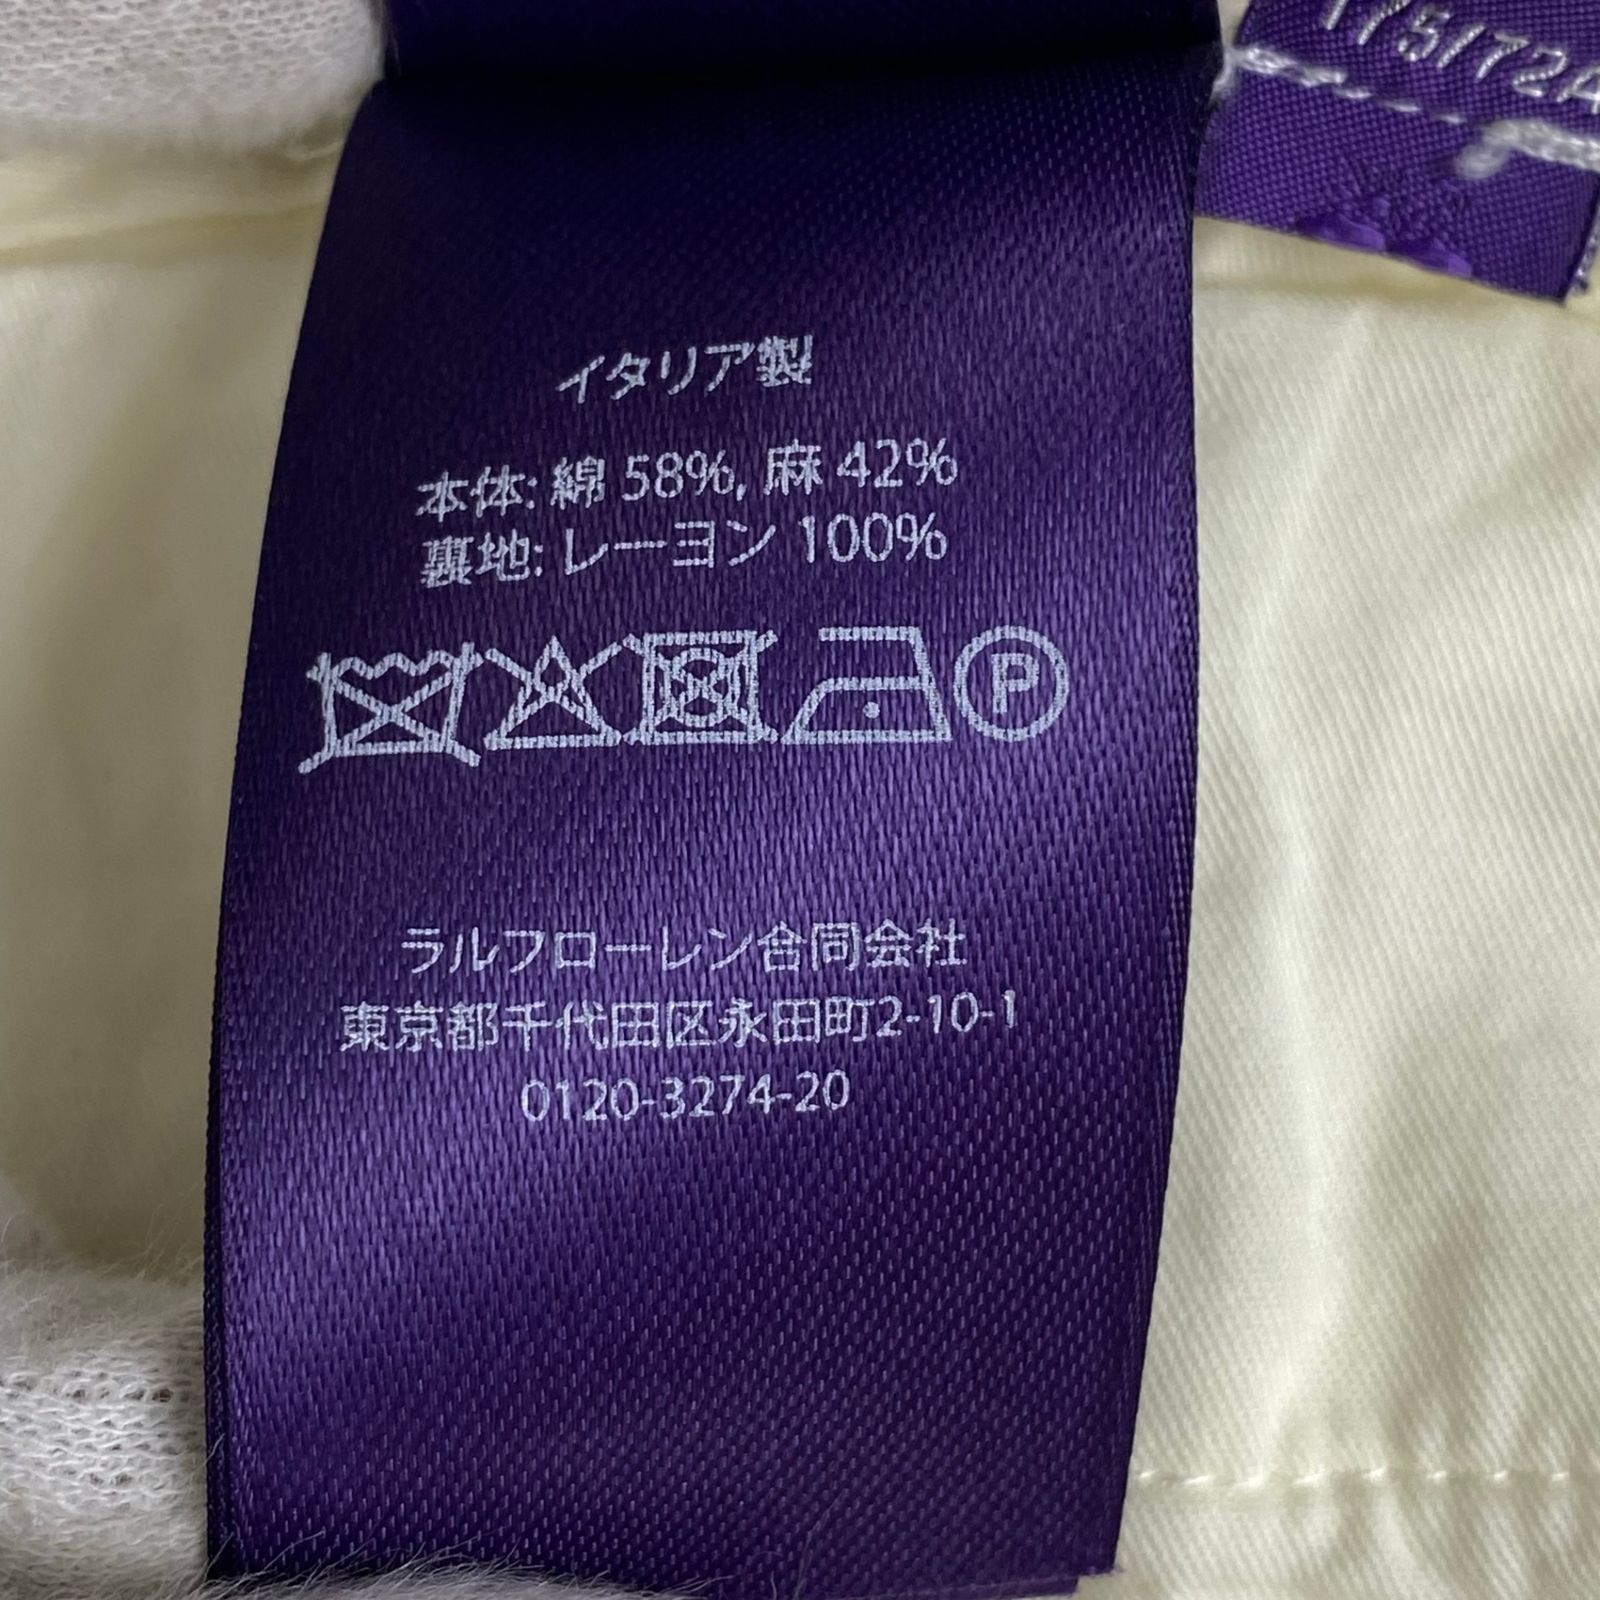 175/72A
イタリア製
本体: 綿 58%, 麻 42%
裏地: レーヨン 100%
P
ラルフローレン合同会社
東京都千代田区永田町2-10-1
0120-3274-20